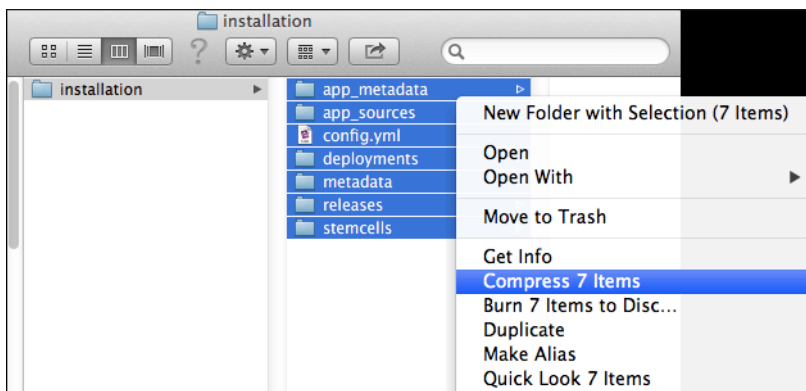 installation
installation
app_metadata
app_sources
config.yml
deployments
metadata
releases
stemcells
New Folder with Selection (7 Items)
Open
Open With
Move to Trash
Get Info
Compress 7 Items
Burn 7 Items to Disc...
Duplicate
Make Alias
Quick Look 7 Items